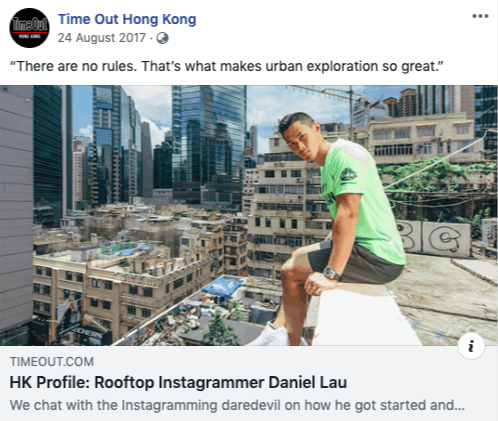 TimeOut
HONG KONG
Time Out Hong Kong
24 August 2017 ·
“There are no rules. That’s what makes urban exploration so great.”
TIMEOUT.COM
HK Profile: Rooftop Instagrammer Daniel Lau
We chat with the Instagramming daredevil on how he got started and...